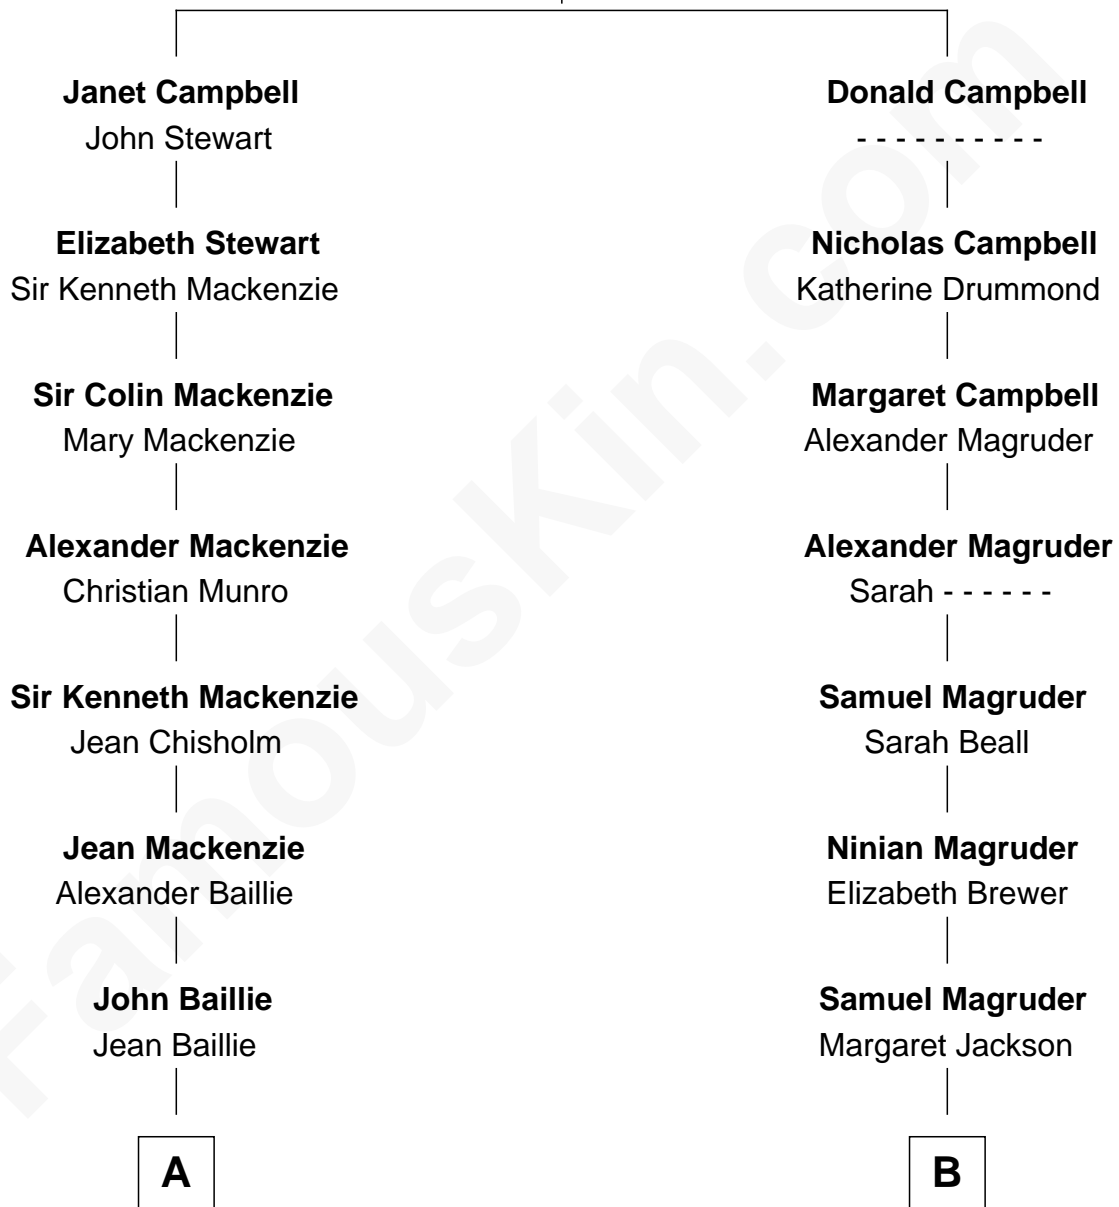 Janet Campbell
John Stewart
Elizabeth Stewart
Sir Kenneth Mackenzie
Sir Colin Mackenzie
Mary Mackenzie
Alexander Mackenzie
Christian Munro
Sir Kenneth Mackenzie
Jean Chisholm
Jean Mackenzie
Alexander Baillie
John Baillie
Jean Baillie
A
Donald Campbell
- - - - - - - - - -
Nicholas Campbell
Katherine Drummond
Margaret Campbell
Alexander Magruder
Alexander Magruder
Sarah - - - - - -
Samuel Magruder
Sarah Beall
Ninian Magruder
Elizabeth Brewer
Samuel Magruder
Margaret Jackson
B
FamousKin.com